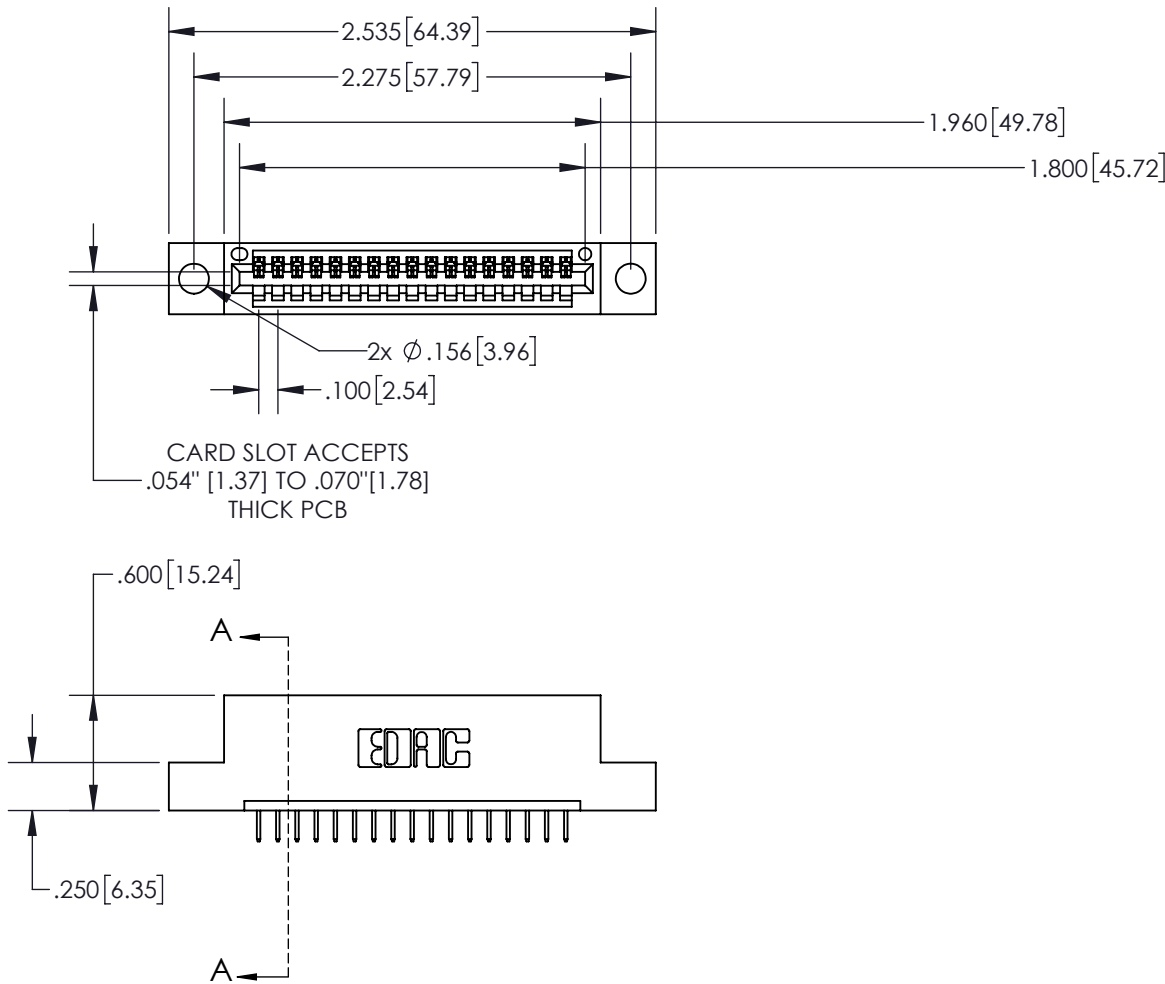 2.535[64.39]
2.275[57.79]
1.960[49.78]
1.800[45.72]
2x Ø.156[3.96]
.100[2.54]
CARD SLOT ACCEPTS
.054" [1.37] TO .070"[1.78]
THICK PCB
.600[15.24]
A
EDAC
.250[6.35]
A